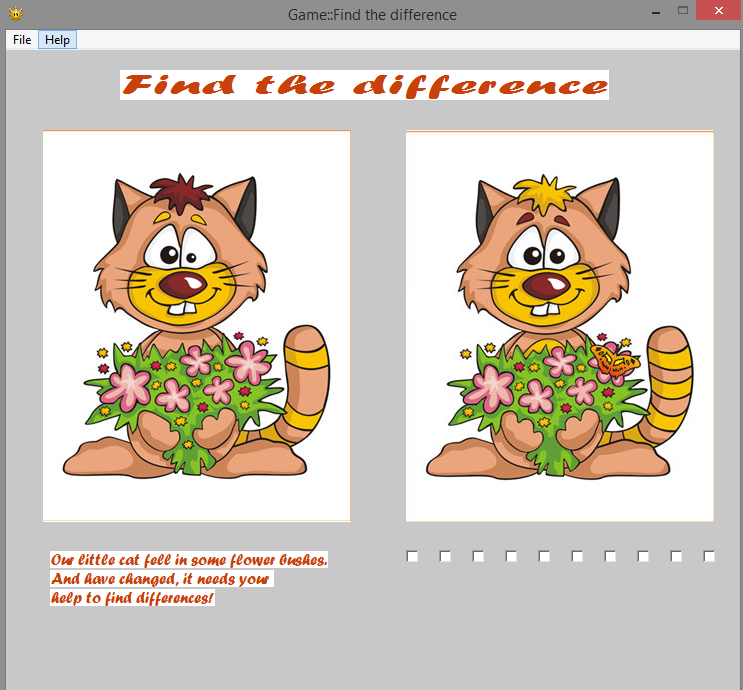 Game::Find the difference
File Help
Find the difference
Our little cat fell in some flower bushes.
And have changed, it needs your
help to find differences!